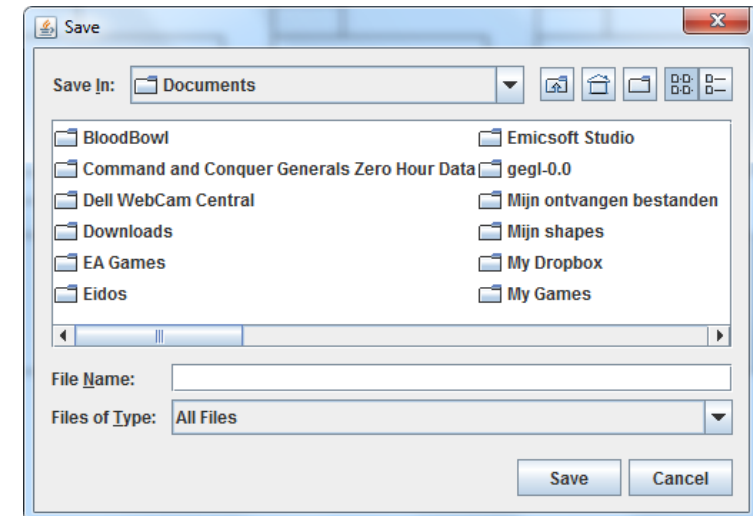 Save
Save In: Documents
BloodBowl
Command and Conquer Generals Zero Hour Data
Dell WebCam Central
Downloads
EA Games
Eidos
Emicsoft Studio
gegl-0.0
Mijn ontvangen bestanden
Mijn shapes
My Dropbox
My Games
File Name:
Files of Type: All Files
Save Cancel